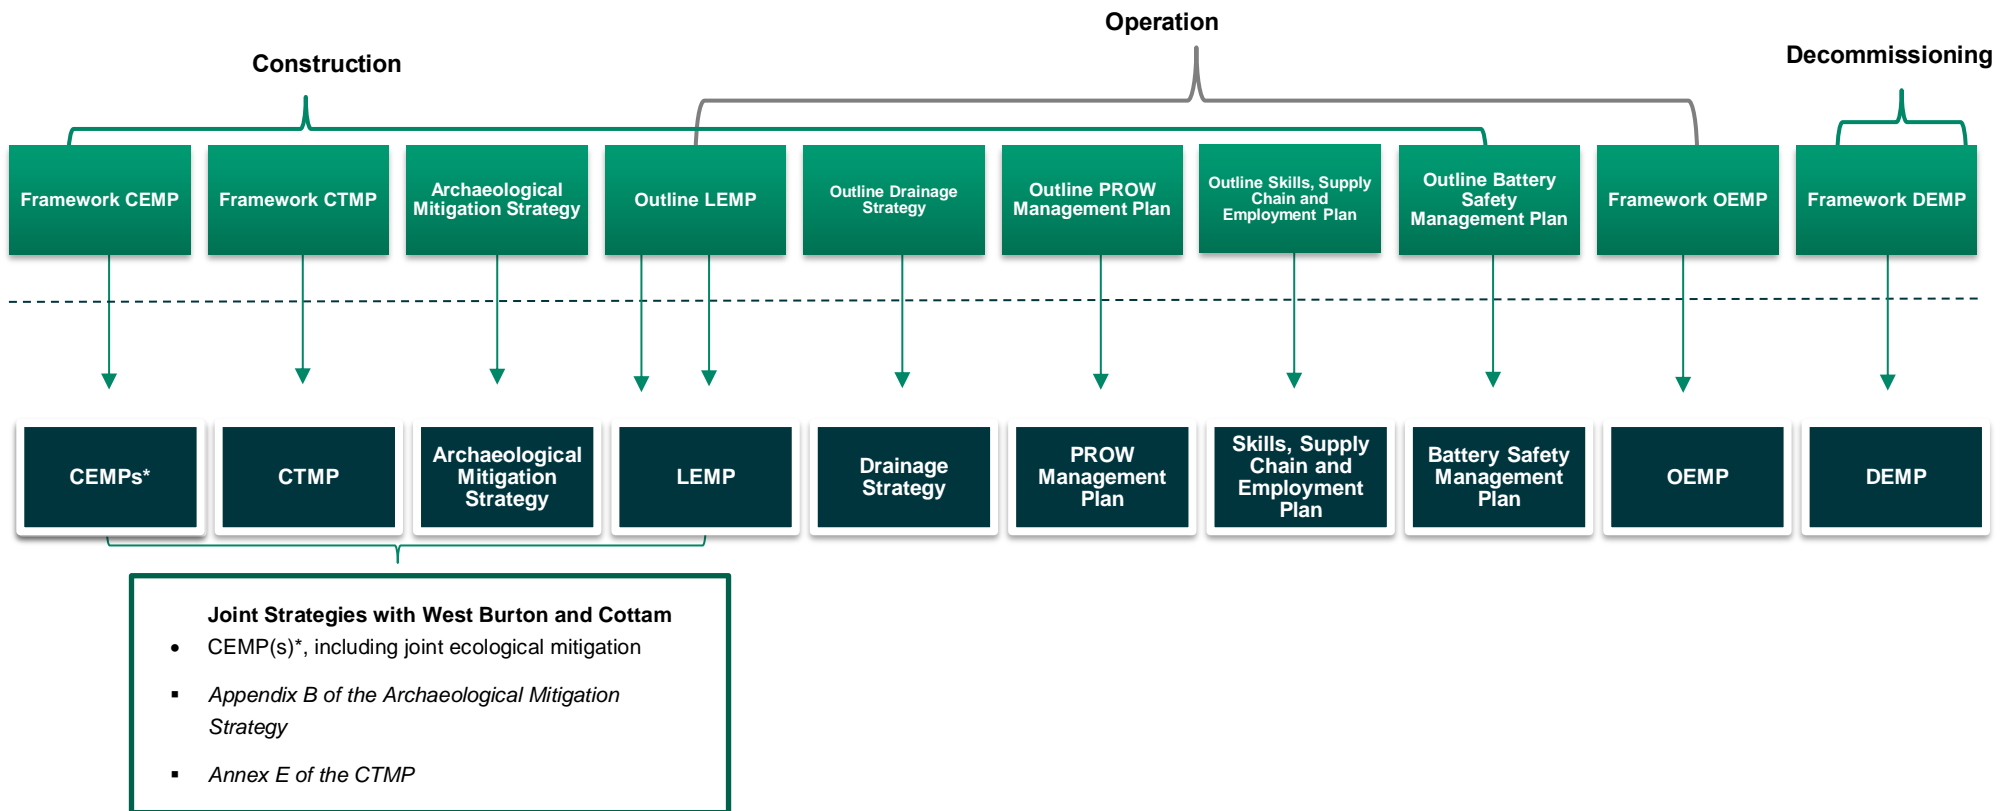 Operation
Construction
Decommissioning
Framework CEMP
Framework CTMP
Archaeological
Mitigation Strategy
Outline LEMP
Outline Drainage
Strategy
Outline PROW
Management Plan
Outline Skills, Supply
Chain and
Employment Plan
Outline Battery
Safety
Management Plan
Framework OEMP
Framework DEMP
CEMPs*
CTMP
Archaeological
Mitigation
Strategy
LEMP
Drainage
Strategy
PROW
Management
Plan
Skills, Supply
Chain and
Employment
Plan
Battery Safety
Management
Plan
OEMP
DEMP
Joint Strategies with West Burton and Cottam
• CEMP(s)*, including joint ecological mitigation
▪ Appendix B of the Archaeological Mitigation
Strategy
▪ Annex E of the CTMP